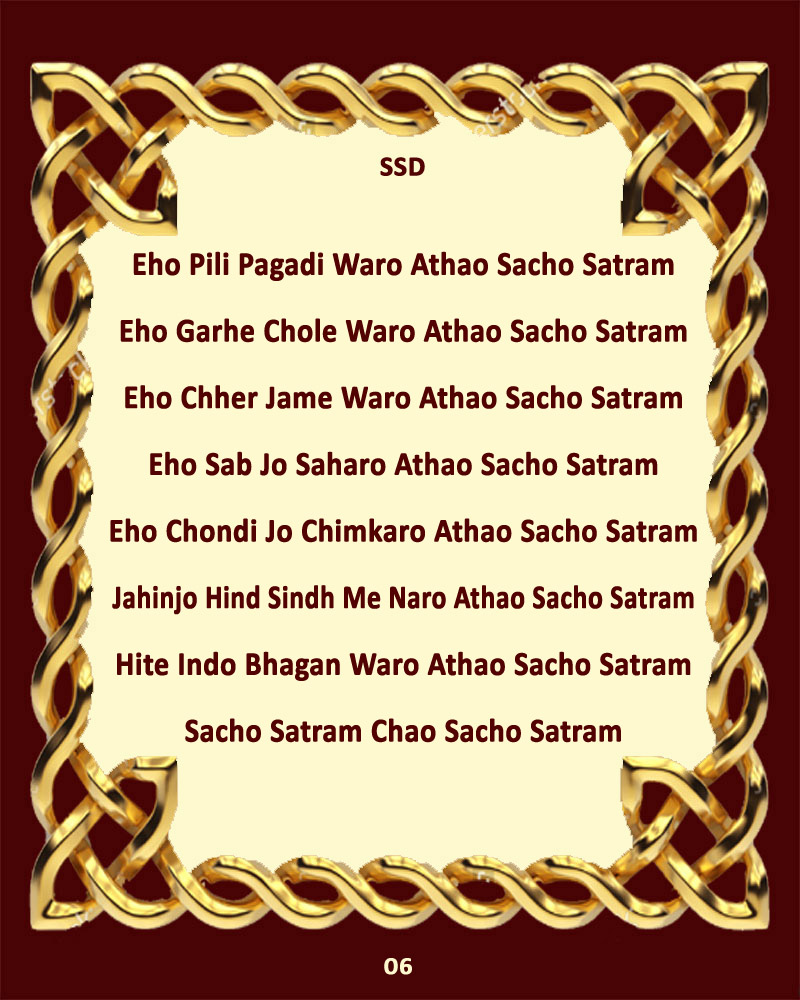 SSD
Eho Pili Pagadi Waro Athao Sacho Satram
Eho Garhe Chole Waro Athao Sacho Satram
Eho Chher Jame Waro Athao Sacho Satram
Eho Sab Jo Saharo Athao Sacho Satram
Eho Chondi Jo Chimkaro Athao Sacho Satram
Jahinjo Hind Sindh Me Naro Athao Sacho Satram
Hite Indo Bhagan Waro Athao Sacho Satram
Sacho Satram Chao Sacho Satram
06